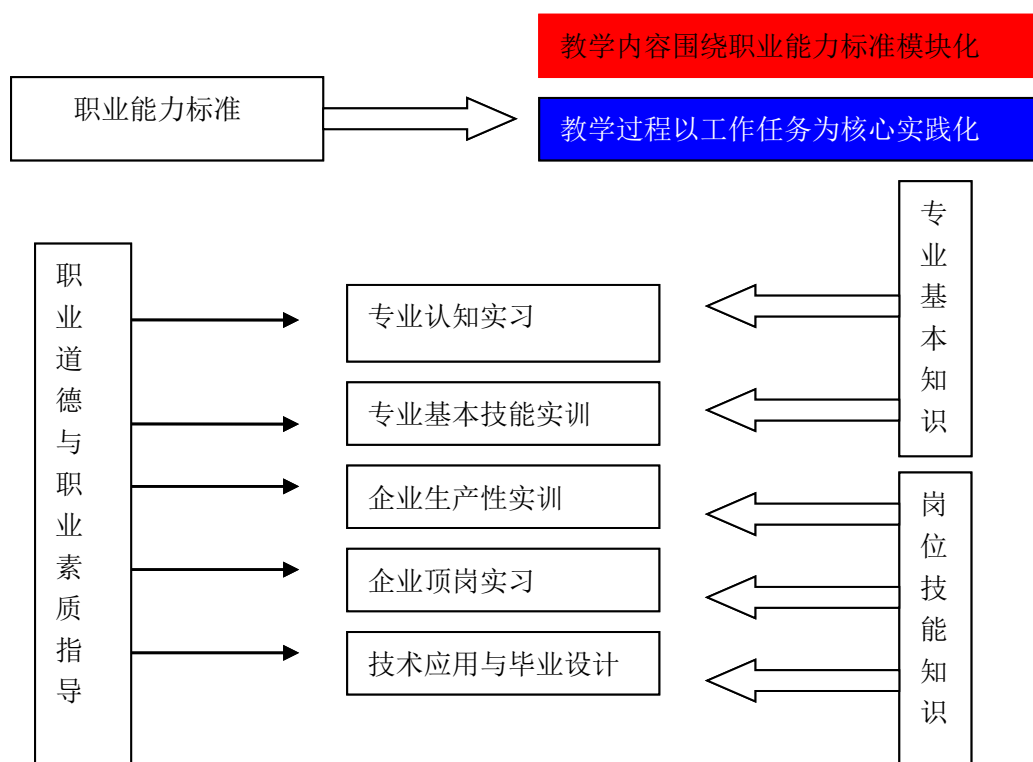 教学内容围绕职业能力标准模块化
职业能力标准
教学过程以工作任务为核心实践化
职业道德与职业素质指导
专业认知实习
专业基本技能实训
企业生产性实训
企业顶岗实习
技术应用与毕业设计
专业基本知识
岗位技能知识